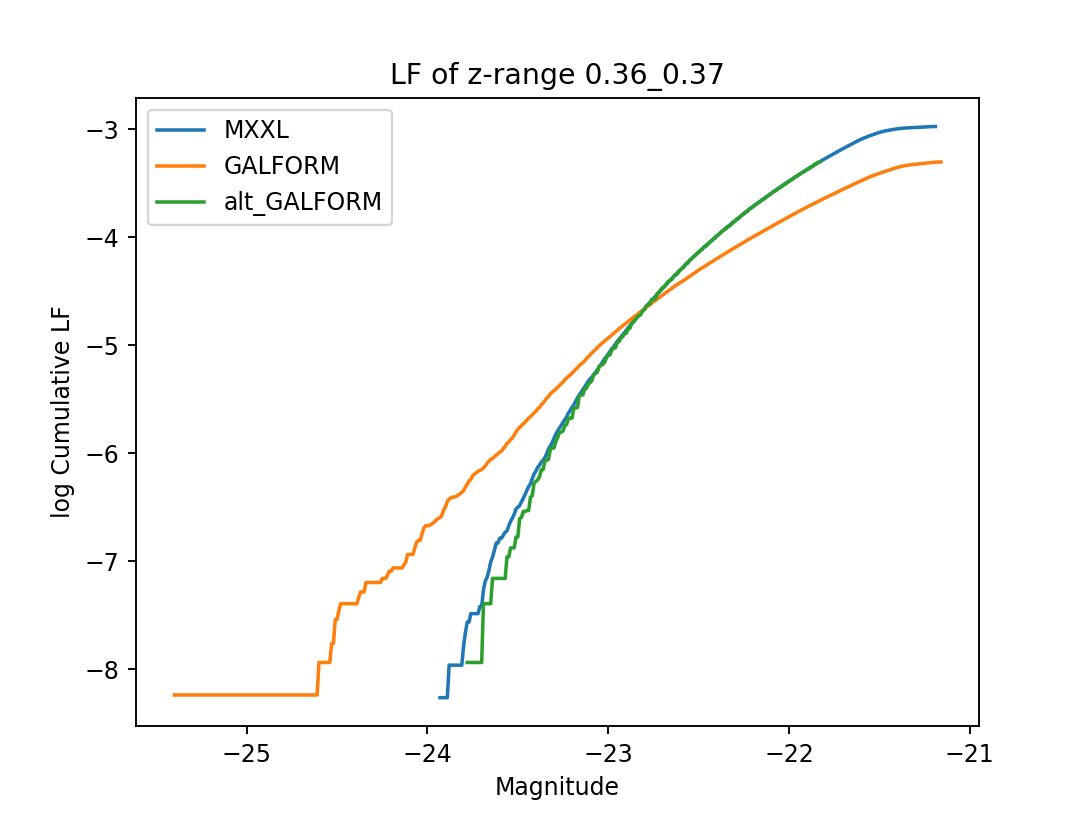 LF of z-range 0.36_0.37
MXXL
GALFORM
alt_GALFORM
−3
−4
−5
−6
−7
−8
log Cumulative LF
−25
−24
−23
−22
−21
Magnitude